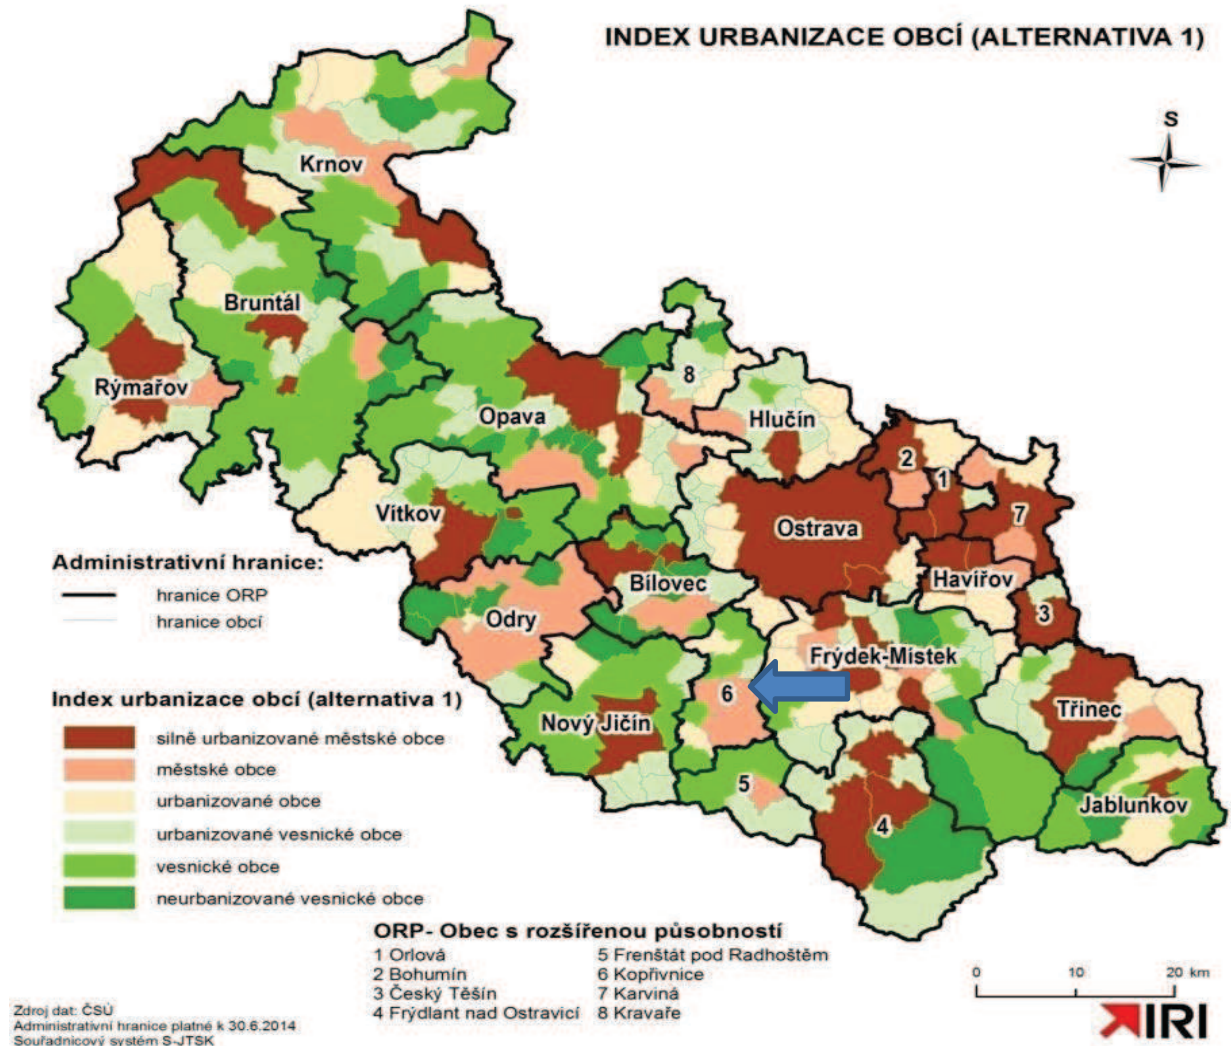 INDEX URBANIZACE OBCÍ (ALTERNATIVA 1)
S
Krnov
Bruntál
Rýmařov
Opava
8
Hlučín
2
1
7
Vítkov
Ostrava
Havířov
Bílovec
3
Odry
Frýdek-Místek
6
Nový Jičín
Třinec
5
4
Jablunkov
Administrativní hranice:
hranice ORP
hranice obcí
Index urbanizace obcí (alternativa 1)
silně urbanizované městské obce
městské obce
urbanizované obce
urbanizované vesnické obce
vesnické obce
neurbanizované vesnické obce
ORP- Obec s rozšířenou působností
1 Orlová
2 Bohumín
3 Český Těšín
4 Frýdlant nad Ostravicí
5 Frenštát pod Radhoštěm
6 Kopřivnice
7 Karviná
8 Kravaře
0 10 20 km
IRI
Zdroj dat: ČSÚ
Administrativní hranice platné k 30.6.2014
Souřadnicový systém S-JTSK